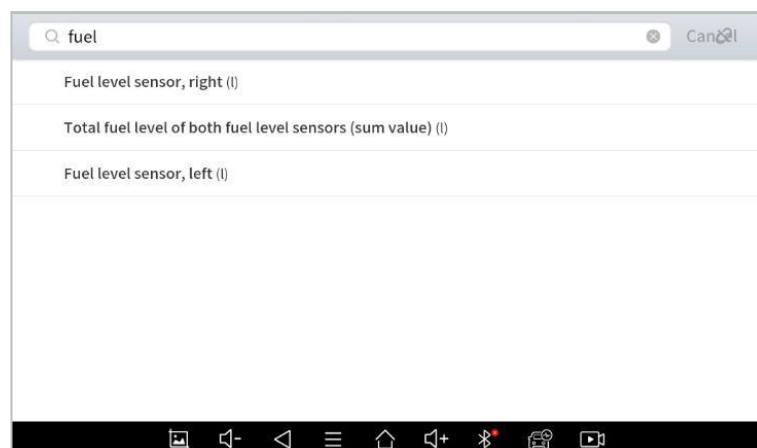 fuel
Cancel
Fuel level sensor, right (l)
Total fuel level of both fuel level sensors (sum value) (l)
Fuel level sensor, left (l)